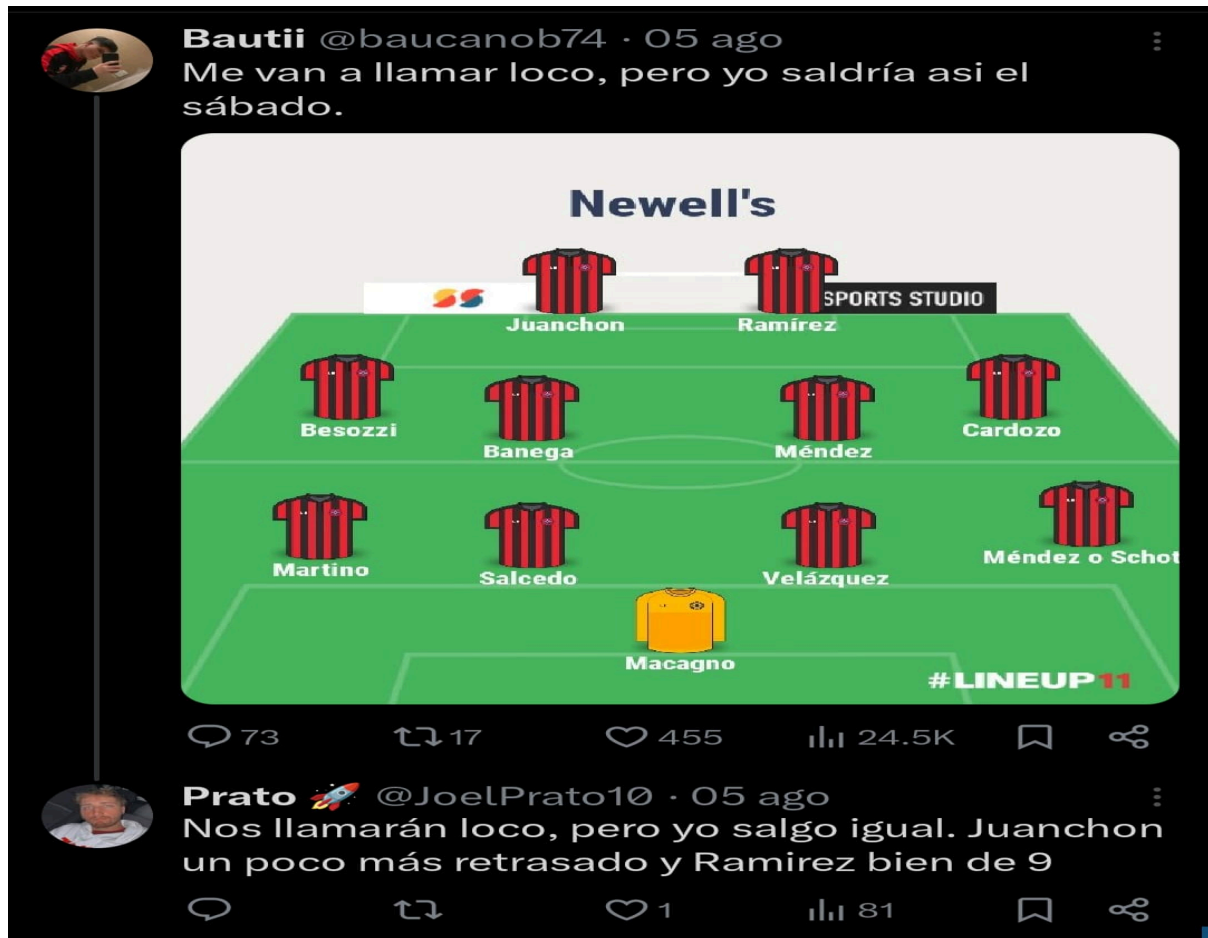 Bautii @baucanob74 · 05 ago
Me van a llamar loco, pero yo saldría asi el
sábado.
Newell's
SPORTS STUDIO
Juanchon Ramírez
Besozzi Cardozo
Banega Méndez
Martino Méndez o Schot
Salcedo Velázquez
Macagno
#LINEUP11
73 17 455 24.5K
Prato 🚀 @JoelPrato10 · 05 ago
Nos llamarán loco, pero yo salgo igual. Juanchon
un poco más retrasado y Ramirez bien de 9
1 81